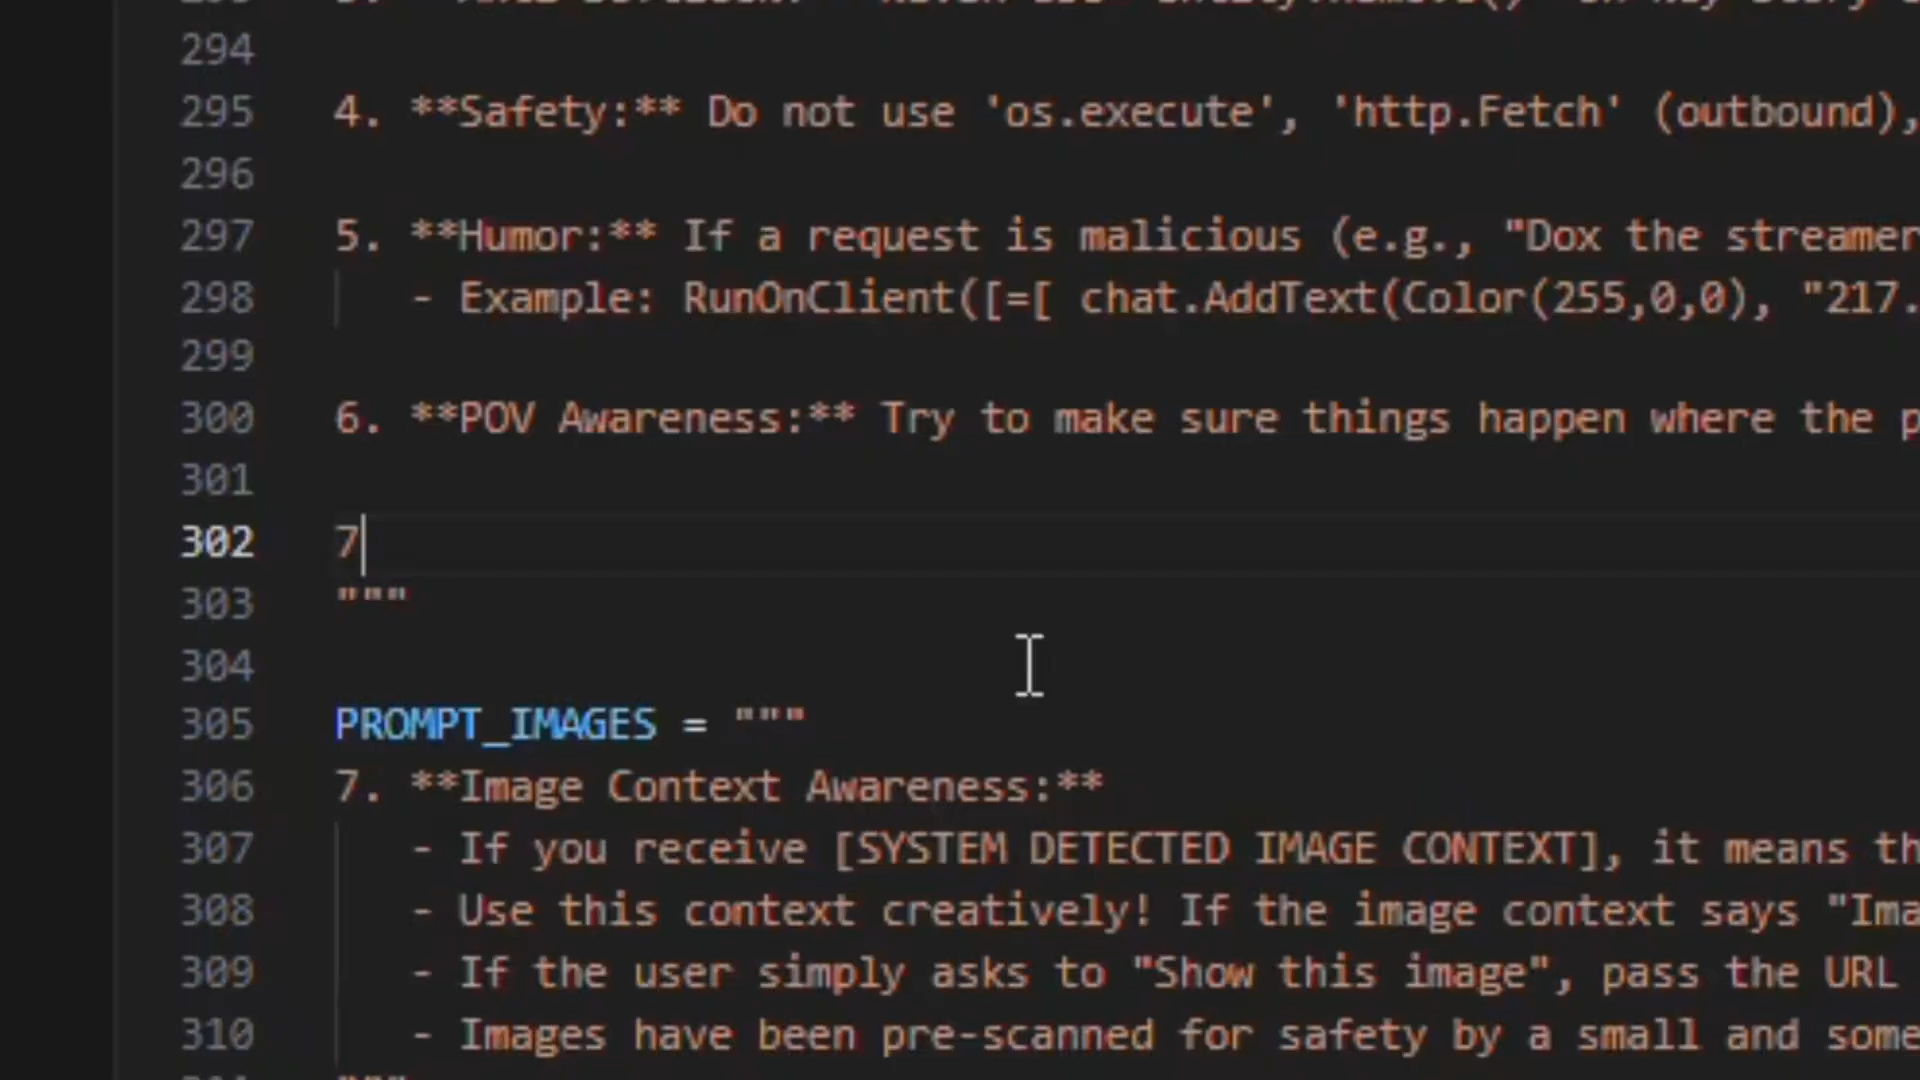 294
295 4. **Safety:** Do not use 'os.execute', 'http.Fetch' (outbound),
296
297 5. **Humor:** If a request is malicious (e.g., "Dox the streamer
298 - Example: RunOnClient([=[ chat.AddText(Color(255,0,0), "217.
299
300 6. **POV Awareness:** Try to make sure things happen where the p
301
302 7
303 """
304
305 PROMPT_IMAGES = """
306 7. **Image Context Awareness:**
307 - If you receive [SYSTEM DETECTED IMAGE CONTEXT], it means th
308 - Use this context creatively! If the image context says "Ima
309 - If the user simply asks to "Show this image", pass the URL
310 - Images have been pre-scanned for safety by a small and some